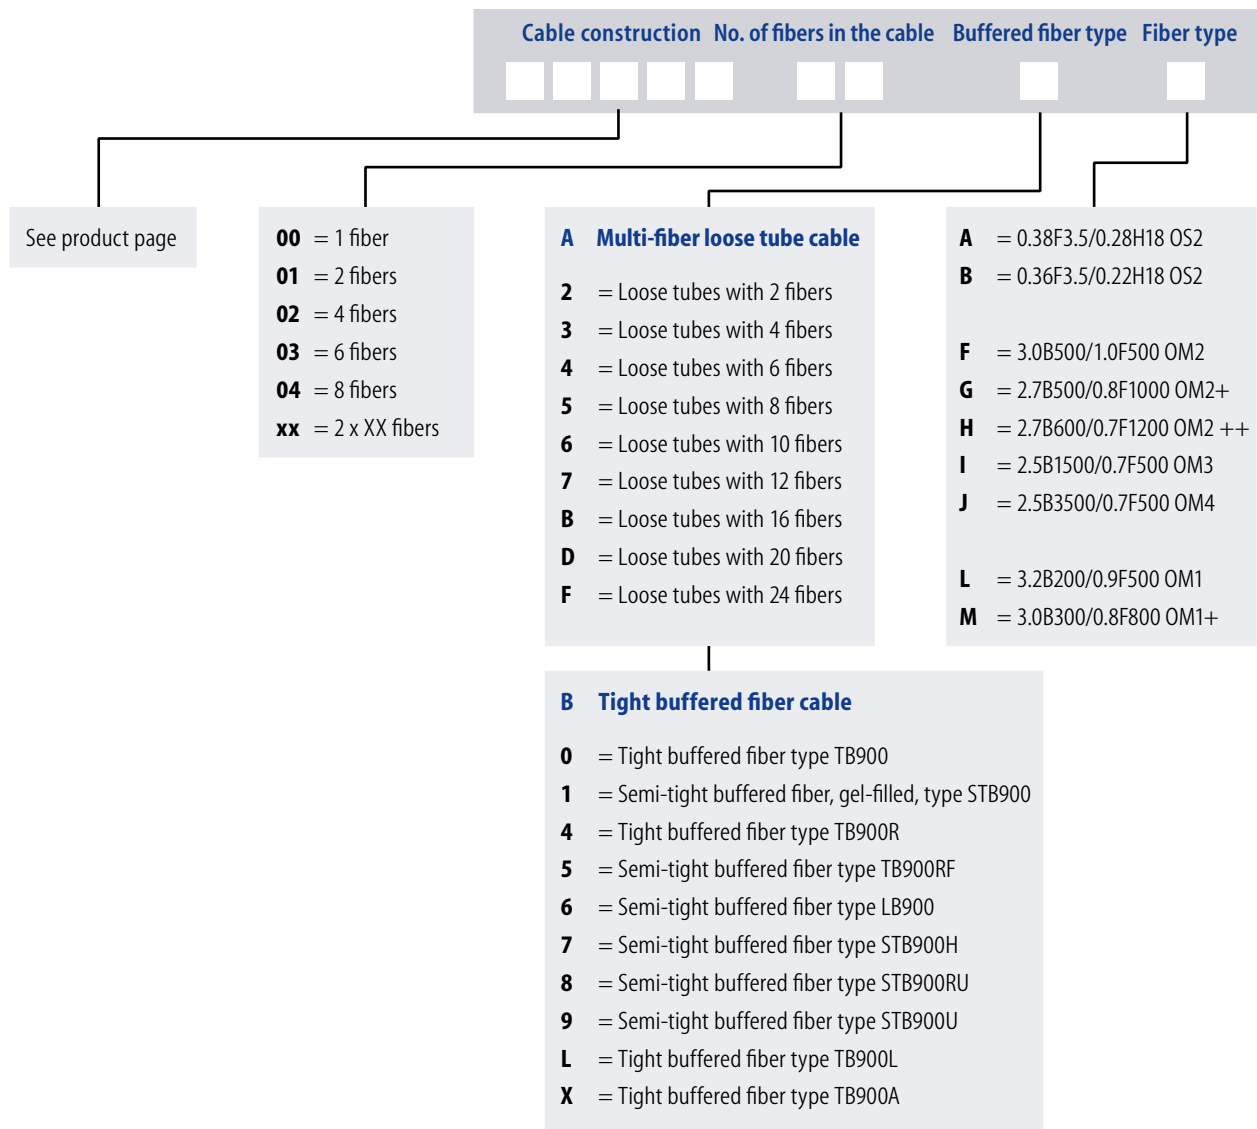 Cable construction No. of fibers in the cable Buffered fiber type Fiber type
See product page
00 = 1 fiber
01 = 2 fibers
02 = 4 fibers
03 = 6 fibers
04 = 8 fibers
xx = 2 x XX fibers
A Multi-fiber loose tube cable
2 = Loose tubes with 2 fibers
3 = Loose tubes with 4 fibers
4 = Loose tubes with 6 fibers
5 = Loose tubes with 8 fibers
6 = Loose tubes with 10 fibers
7 = Loose tubes with 12 fibers
B = Loose tubes with 16 fibers
D = Loose tubes with 20 fibers
F = Loose tubes with 24 fibers
A = 0.38F3.5/0.28H18 OS2
B = 0.36F3.5/0.22H18 OS2
F = 3.0B500/1.0F500 OM2
G = 2.7B500/0.8F1000 OM2+
H = 2.7B600/0.7F1200 OM2 ++
I = 2.5B1500/0.7F500 OM3
J = 2.5B3500/0.7F500 OM4
L = 3.2B200/0.9F500 OM1
M = 3.0B300/0.8F800 OM1+
B Tight buffered fiber cable
0 = Tight buffered fiber type TB900
1 = Semi-tight buffered fiber, gel-filled, type STB900
4 = Tight buffered fiber type TB900R
5 = Semi-tight buffered fiber type TB900RF
6 = Semi-tight buffered fiber type LB900
7 = Semi-tight buffered fiber type STB900H
8 = Semi-tight buffered fiber type STB900RU
9 = Semi-tight buffered fiber type STB900U
L = Tight buffered fiber type TB900L
X = Tight buffered fiber type TB900A